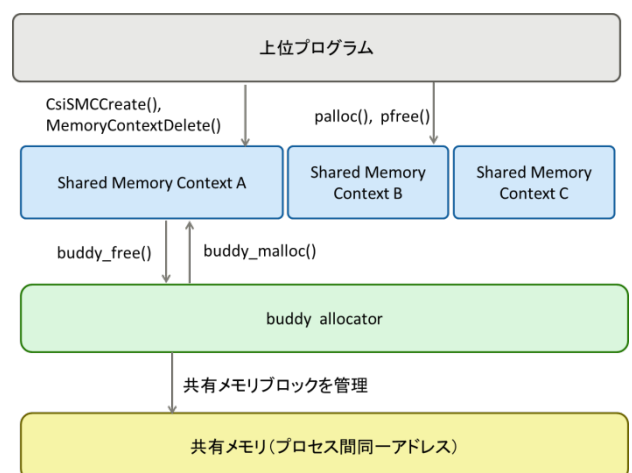 上位プログラム
CsiSMCCreate(),
MemoryContextDelete()
palloc(), pfree()
Shared Memory Context A
Shared Memory
Context B
Shared Memory
Context C
buddy_free()
buddy_malloc()
buddy allocator
共有メモリブロックを管理
共有メモリ(プロセス間同一アドレス)